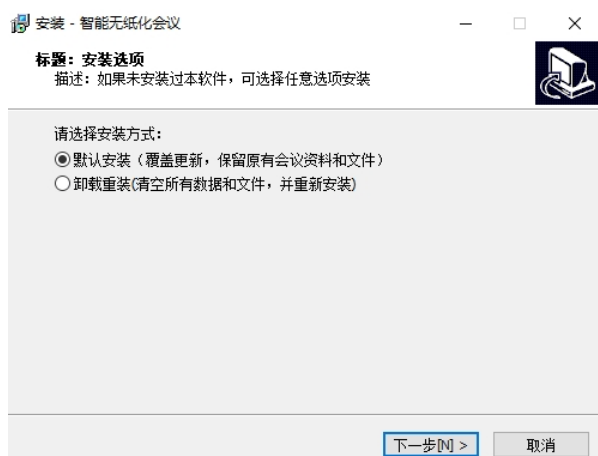 安装 - 智能无纸化会议
标题：安装选项
描述：如果未安装过本软件，可选择任意选项安装
请选择安装方式：
默认安装（覆盖更新，保留原有会议资料和文件）
卸载重装(清空所有数据和文件，并重新安装)
下一步[N] >
取消